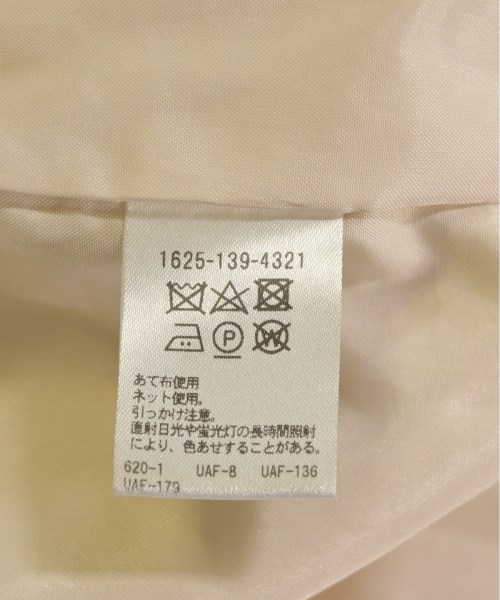 1625-139-4321
P W
あて布使用
ネット使用。
引っかけ注意。
直射日光や蛍光灯の長時間照射
により、色あせすることがある。
620-1 UAF-8 UAF-136
UAF-179